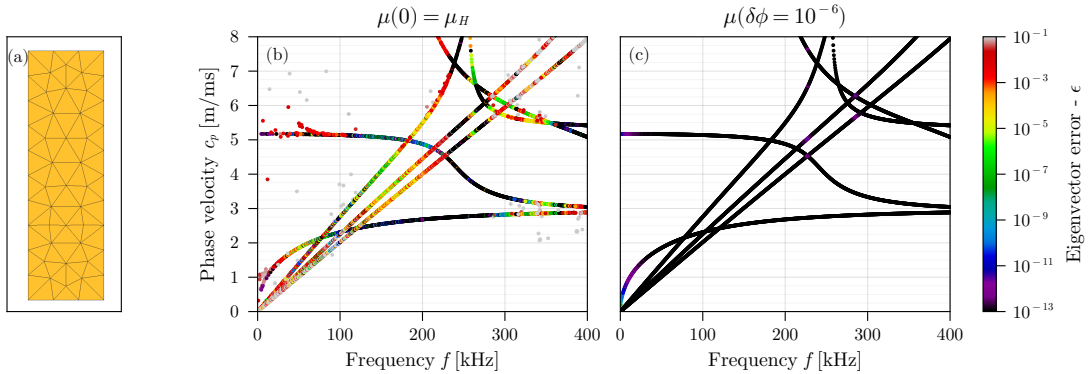 (a)
μ(0) = μ_H
(b)
Phase velocity c_p [m/ms]
8
7
6
5
4
3
2
1
0
0 100 200 300 400
Frequency f [kHz]
μ(δϕ = 10⁻⁶)
(c)
0 100 200 300 400
Frequency f [kHz]
10⁻¹
10⁻³
10⁻⁵
10⁻⁷
10⁻⁹
10⁻¹¹
10⁻¹³
Eigenvector error - ϵ